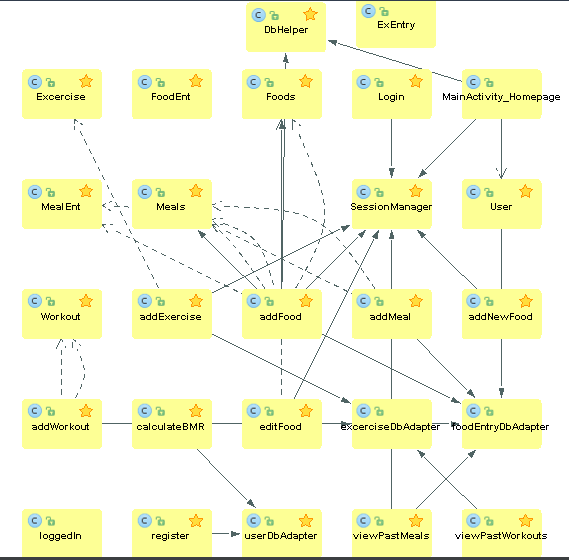 DbHelper
ExEntry
Excercise
FoodEnt
Foods
Login
MainActivity_Homepage
MealEnt
Meals
SessionManager
User
Workout
addExercise
addFood
addMeal
addNewFood
addWorkout
calculateBMR
editFood
excerciseDbAdapter
foodEntryDbAdapter
loggedIn
register
userDbAdapter
viewPastMeals
viewPastWorkouts